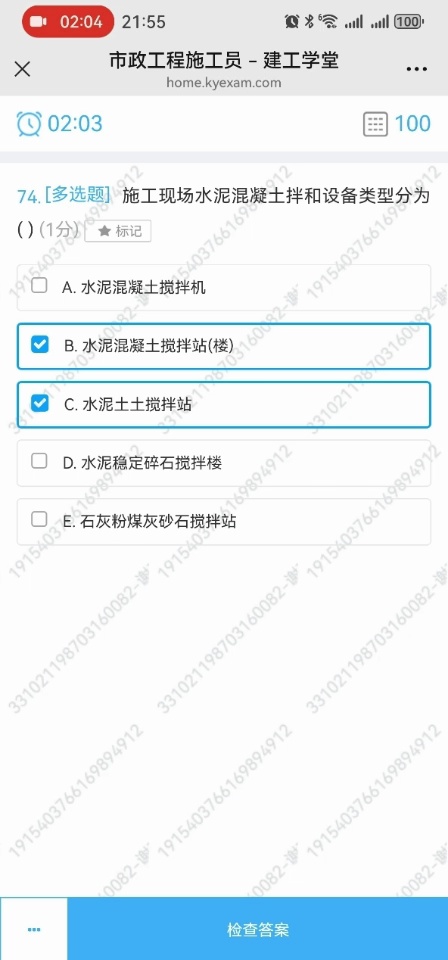 02:04 21:55 6 100
市政工程施工员 – 建工学堂
home.kyexam.com
02:03 100
74. [多选题] 施工现场水泥混凝土拌和设备类型分为
( ) (1分) ★ 标记
A. 水泥混凝土搅拌机
B. 水泥混凝土搅拌站(楼)
C. 水泥土土搅拌站
D. 水泥稳定碎石搅拌楼
E. 石灰粉煤灰砂石搅拌站
检查答案
1915403766169894912
331021198703160082-谢